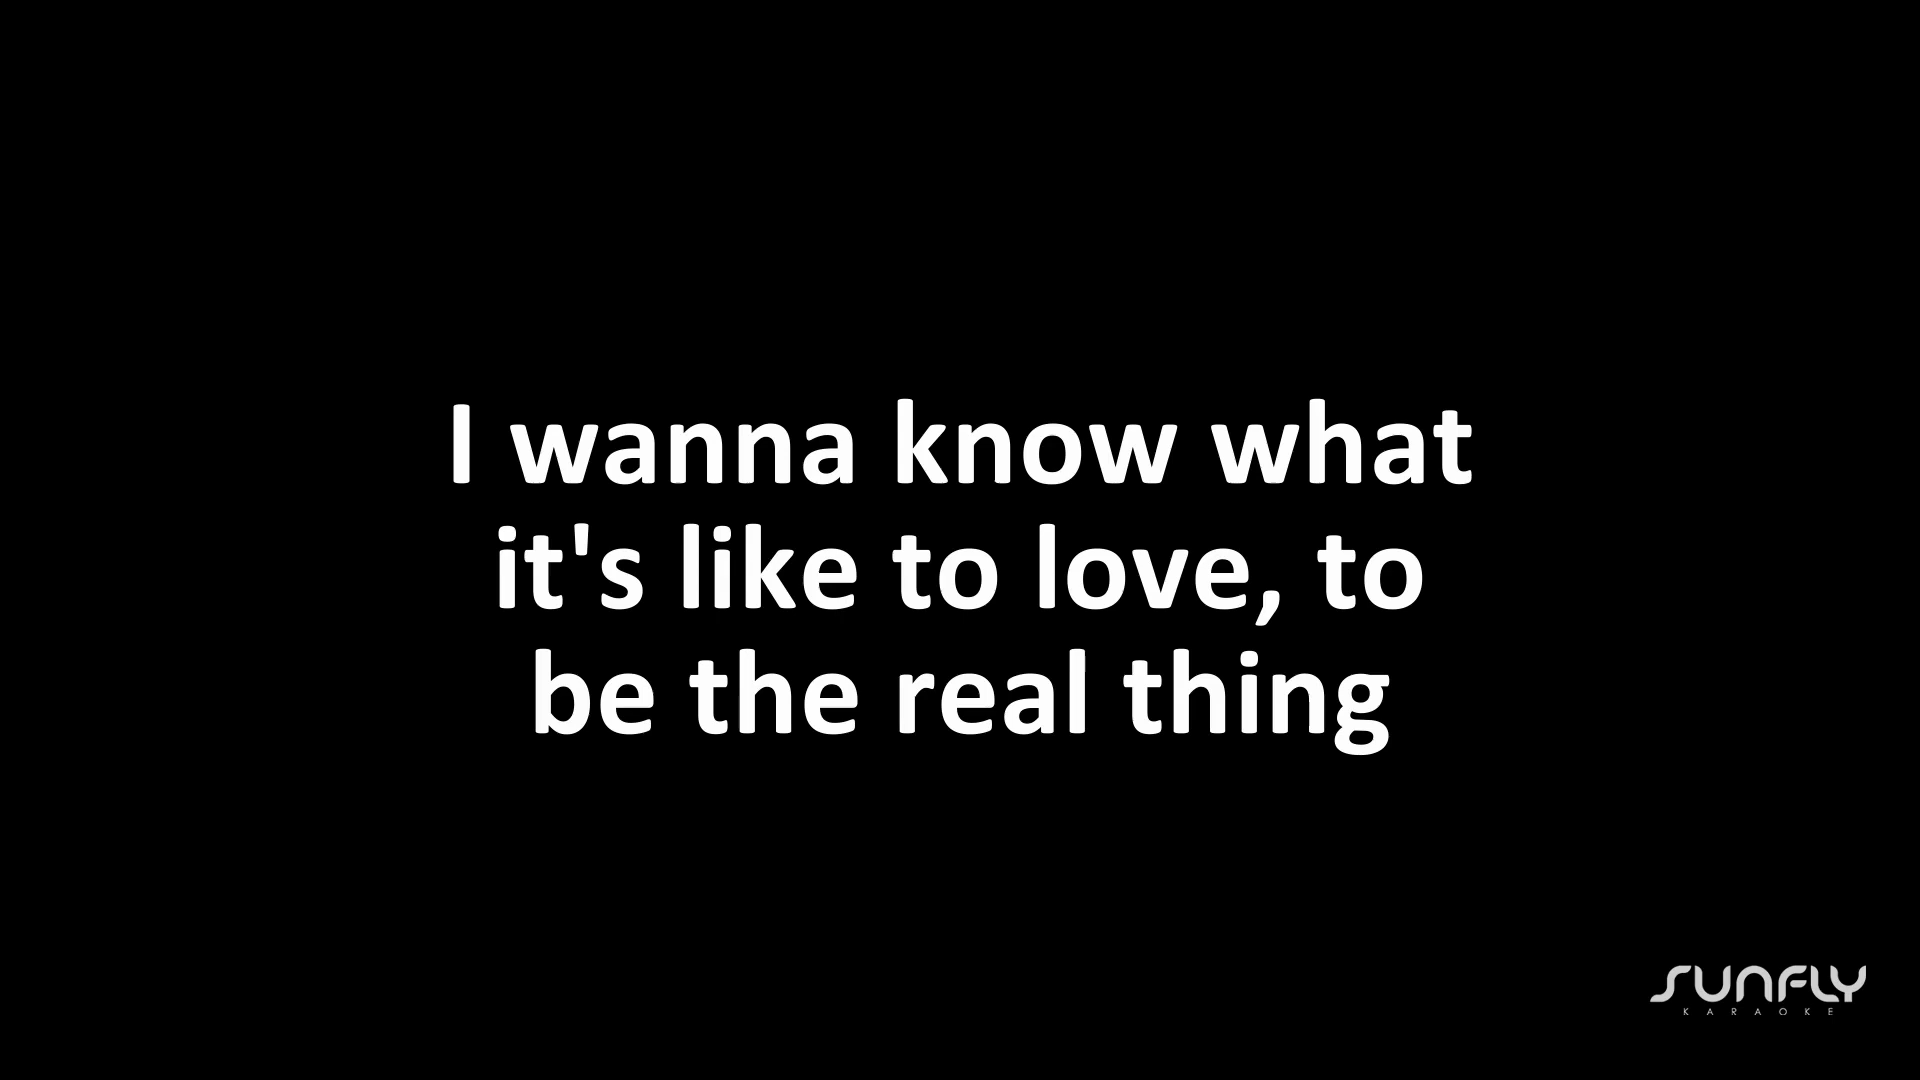 I wanna know what
it's like to love, to
be the real thing
SUNFLY
KARAOKE